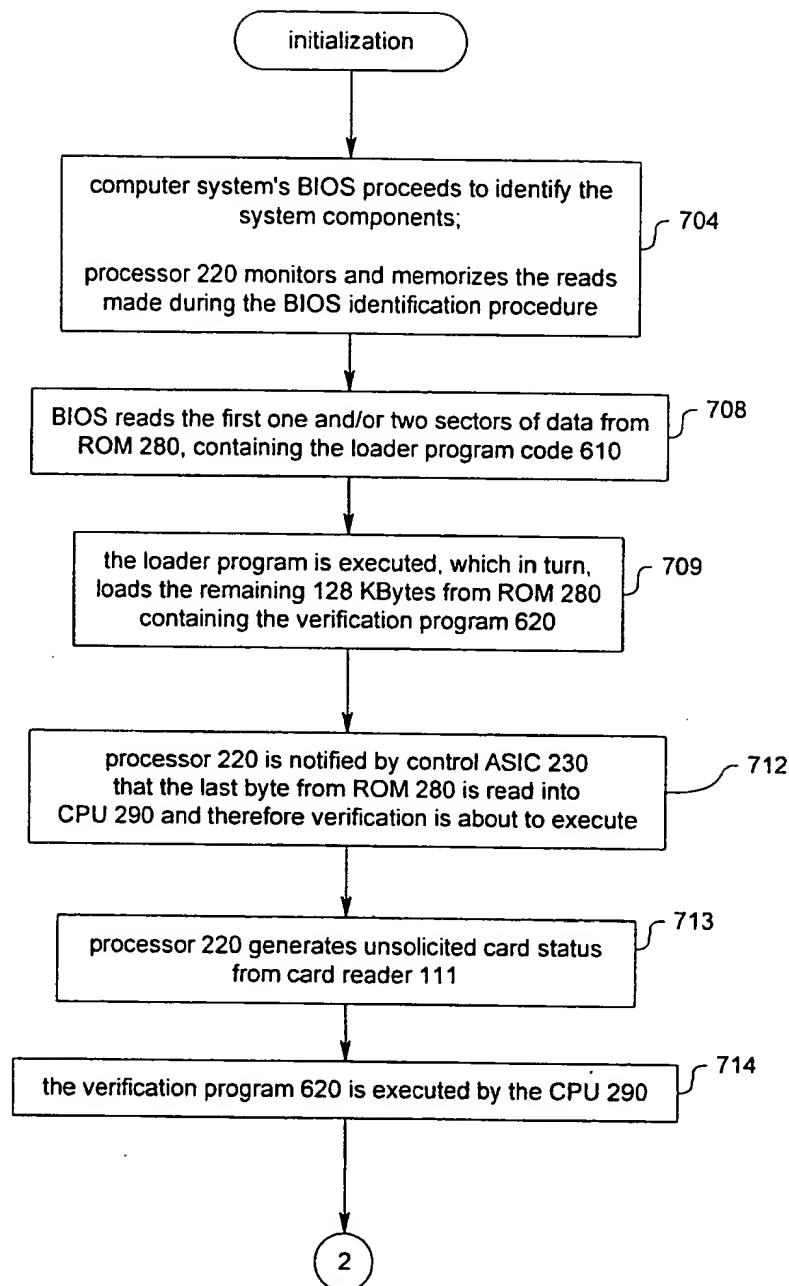 initialization
computer system's BIOS proceeds to identify the
system components;
processor 220 monitors and memorizes the reads
made during the BIOS identification procedure
704
BIOS reads the first one and/or two sectors of data from
ROM 280, containing the loader program code 610
708
the loader program is executed, which in turn,
loads the remaining 128 KBytes from ROM 280
containing the verification program 620
709
processor 220 is notified by control ASIC 230
that the last byte from ROM 280 is read into
CPU 290 and therefore verification is about to execute
712
processor 220 generates unsolicited card status
from card reader 111
713
the verification program 620 is executed by the CPU 290
714
2